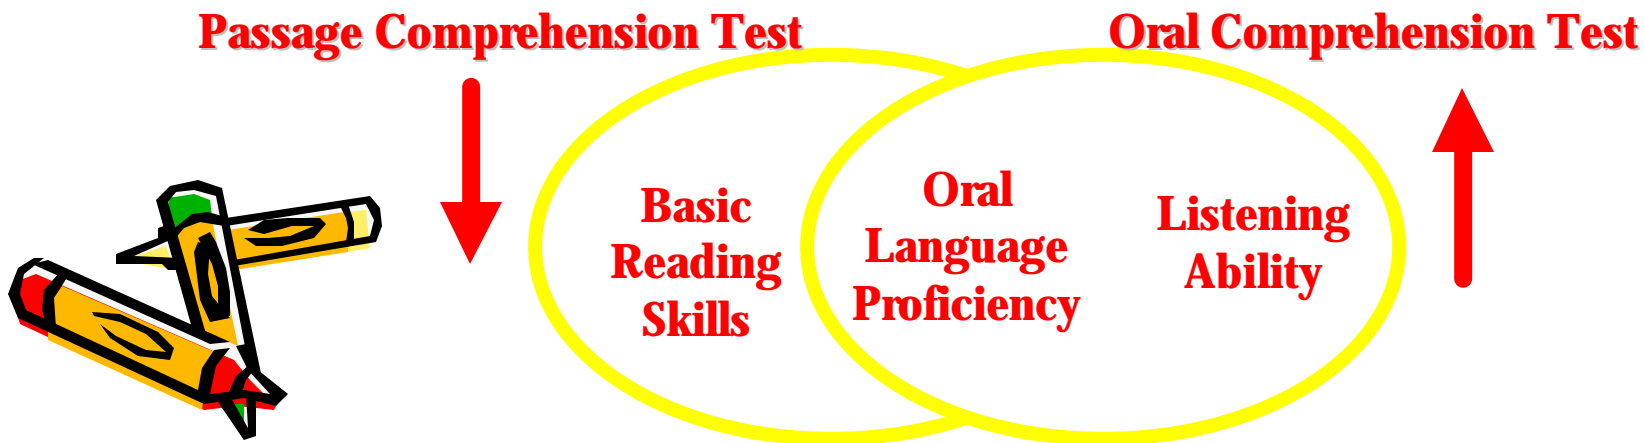 Passage Comprehension Test
Oral Comprehension Test
Basic
Reading
Skills
Oral
Language
Proficiency
Listening
Ability